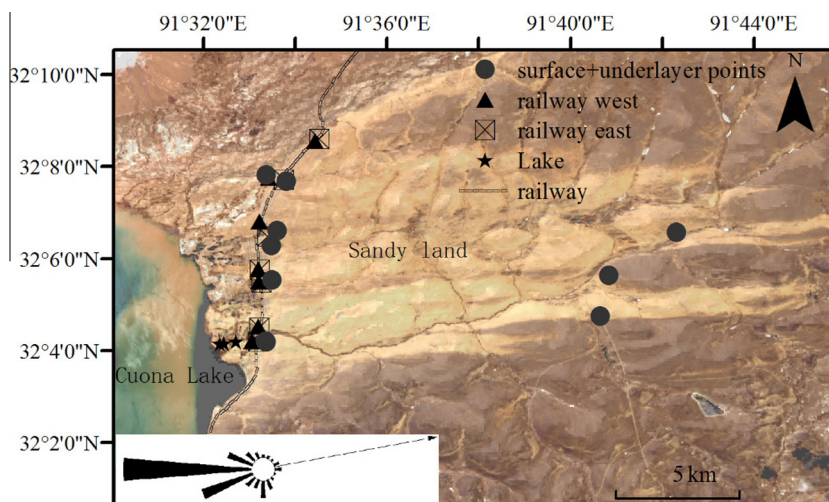 91°32'0"E 91°36'0"E 91°40'0"E 91°44'0"E
32°10'0"N
32°8'0"N
32°6'0"N
32°4'0"N
32°2'0"N
N
surface+underlayer points
railway west
railway east
Lake
railway
Sandy land
Cuona Lake
5 km